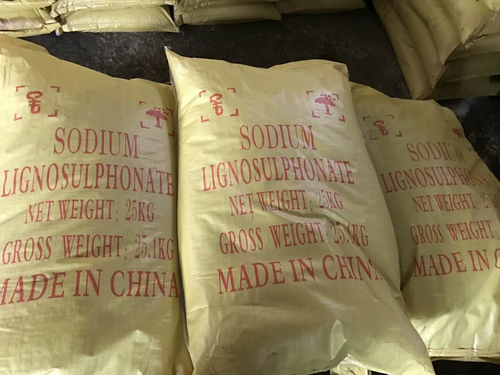 SODIUM
LIGNOSULPHONATE
NET WEIGHT: 25KG
GROSS WEIGHT: 25.1KG
MADE IN CHINA
SODIUM
LIGNOSULPHONATE
NET WEIGHT: 25KG
GROSS WEIGHT: 25.1KG
MADE IN CHINA
SODIUM
NET WEIGHT:
GROSS WEIGHT:
MADE IN